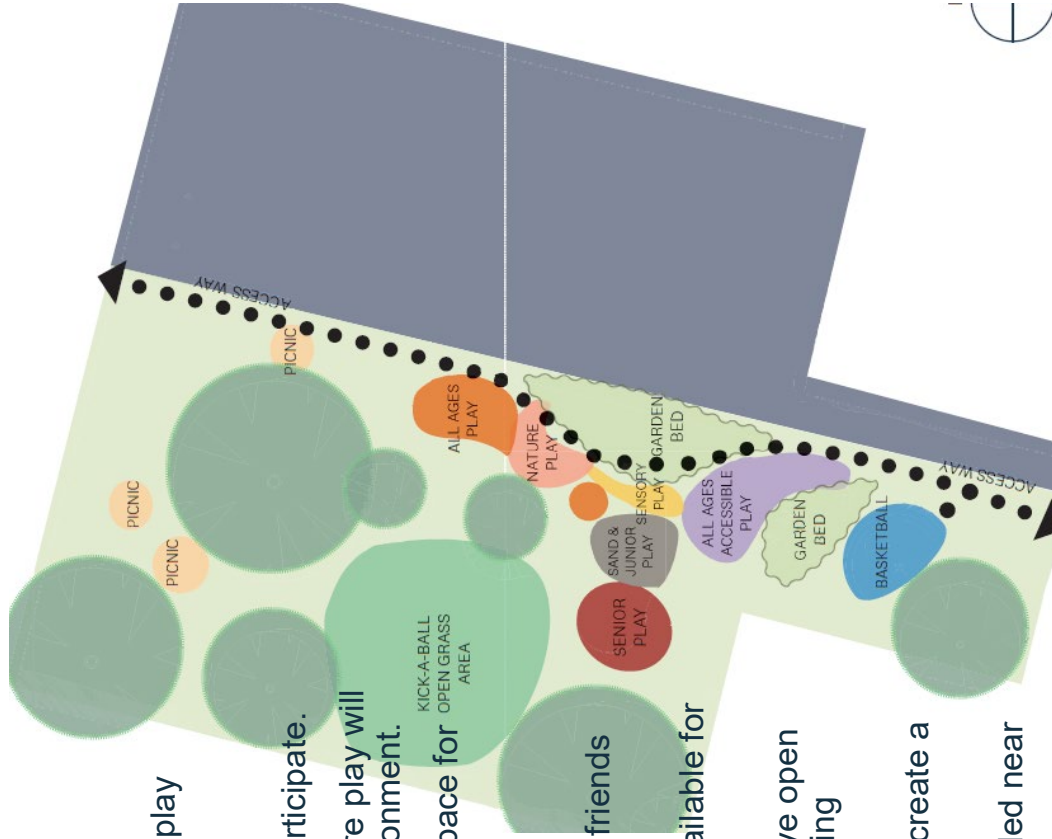 play
rticipate.
re play will
onment.
pace for
friends
ailable for
ve open
ing
create a
near
PICNIC
PICNIC
PICNIC
ACCESS WAY
KICK-A-BALL
OPEN GRASS
AREA
ALL AGES
PLAY
NATURE
PLAY
SENIOR
PLAY
SAND &
JUNIOR
PLAY
SENSORY
PLAY
GARDEN
BED
ALL AGES
ACCESSIBLE
PLAY
GARDEN
BED
BASKETBALL
ACCESS WAY